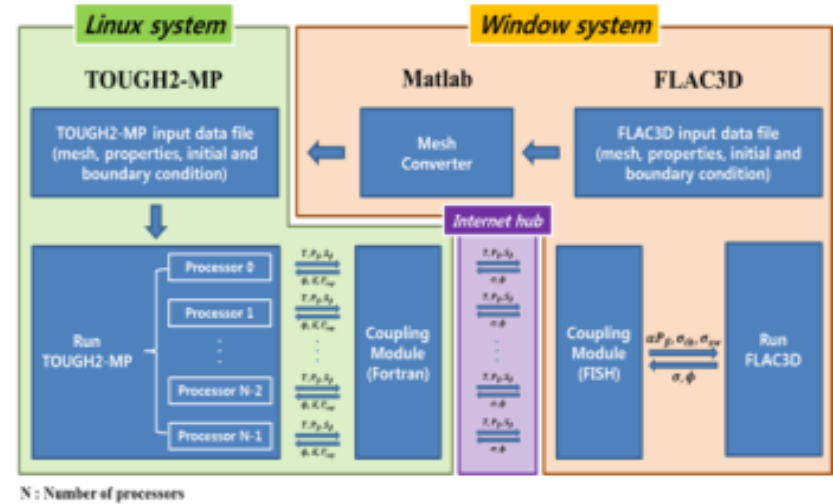 Linux system
Window system
TOUGH2-MP
Matlab
FLAC3D
TOUGH2-MP input data file
(mesh, properties, initial and
boundary condition)
Mesh
Converter
FLAC3D input data file
(mesh, properties, initial and
boundary condition)
Internet hub
Run
TOUGH2-MP
Processor 0
Processor 1
Processor N-2
Processor N-1
Coupling
Module
(Fortran)
Coupling
Module
(FISH)
σ, ϕ
Run
FLAC3D
N : Number of processors